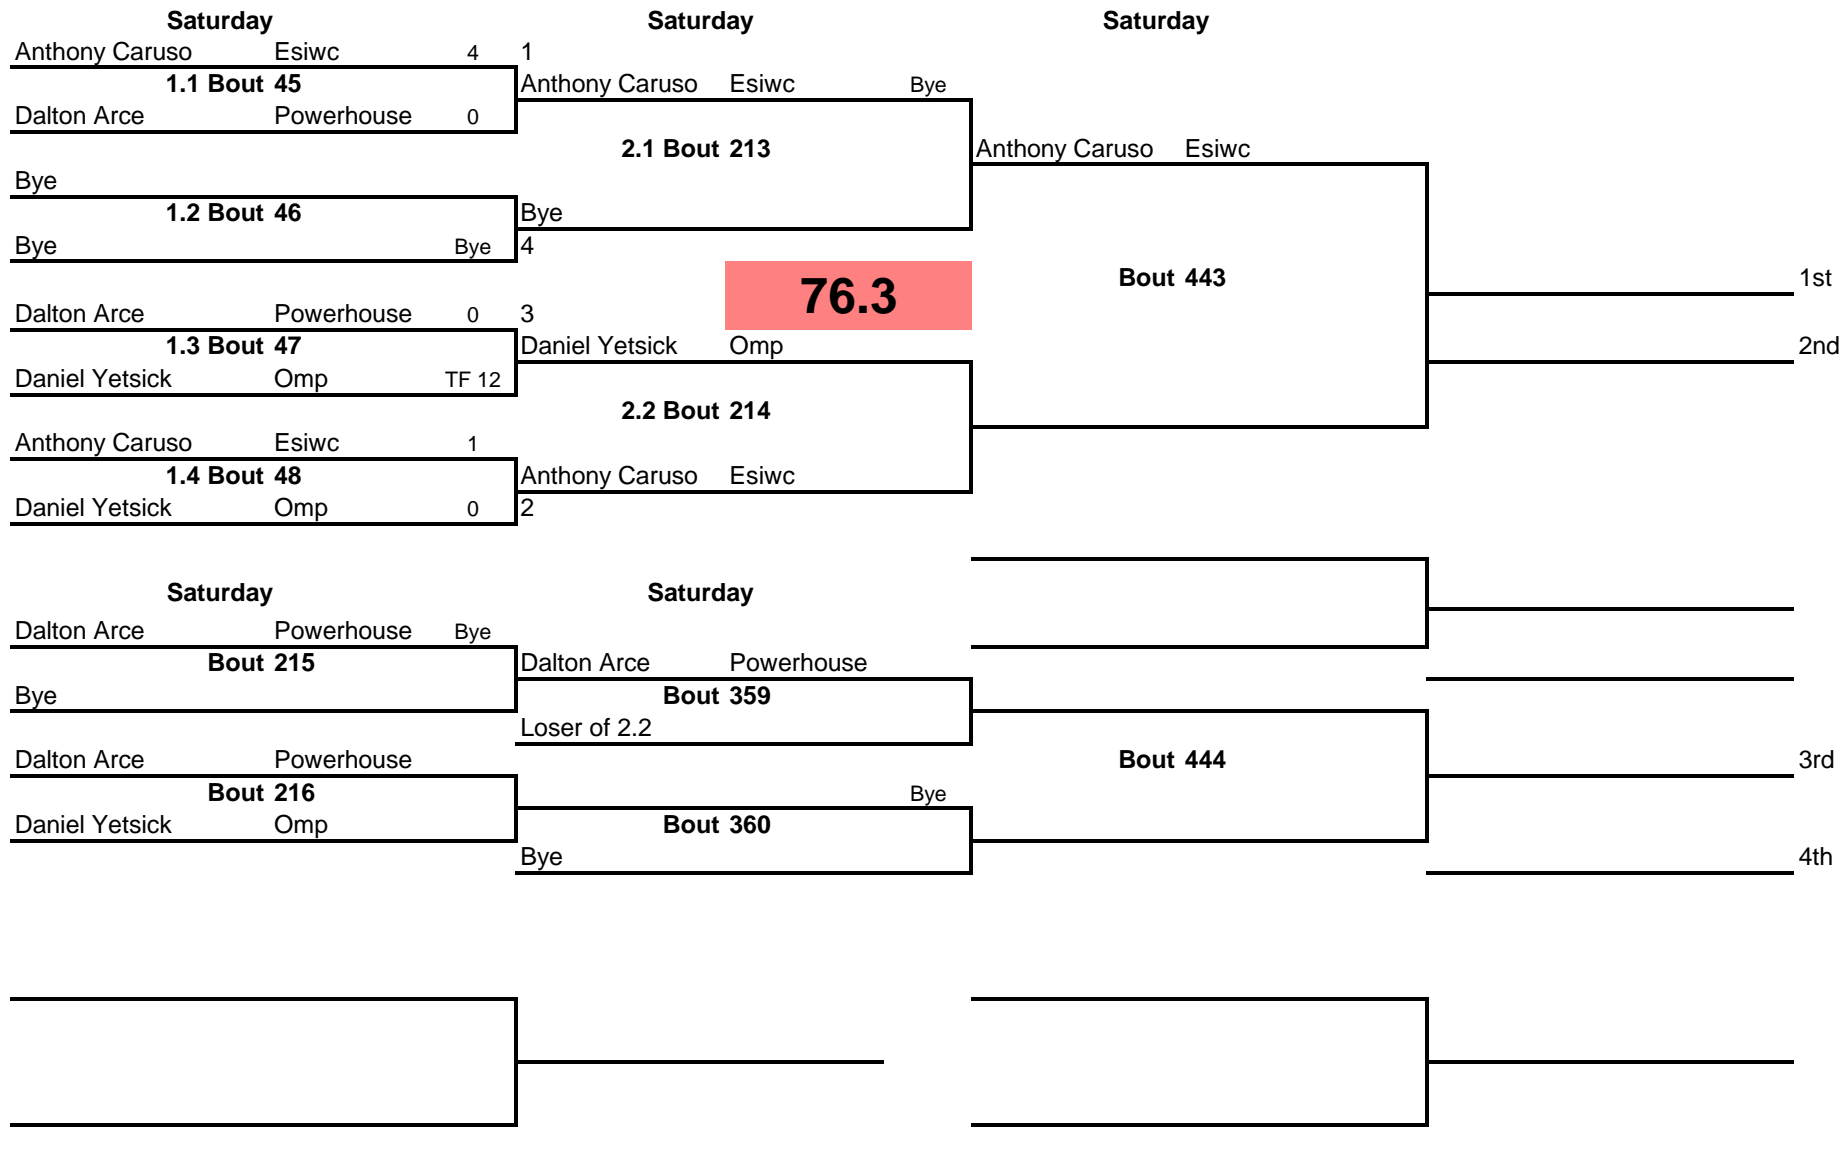 Saturday Saturday Saturday
Anthony Caruso Esiwc 4 1
1.1 Bout 45 Anthony Caruso Esiwc Bye
Dalton Arce Powerhouse 0
2.1 Bout 213 Anthony Caruso Esiwc
Bye
1.2 Bout 46 Bye
Bye Bye 4
76.3 Bout 443 1st
Dalton Arce Powerhouse 0 3
1.3 Bout 47 Daniel Yetsick Omp 2nd
Daniel Yetsick Omp TF 12
2.2 Bout 214
Anthony Caruso Esiwc 1
1.4 Bout 48 Anthony Caruso Esiwc
Daniel Yetsick Omp 0 2
Saturday Saturday
Dalton Arce Powerhouse Bye
Bout 215 Dalton Arce Powerhouse
Bye Bout 359
Loser of 2.2
Dalton Arce Powerhouse Bout 444 3rd
Bout 216 Bye
Daniel Yetsick Omp Bout 360
Bye 4th